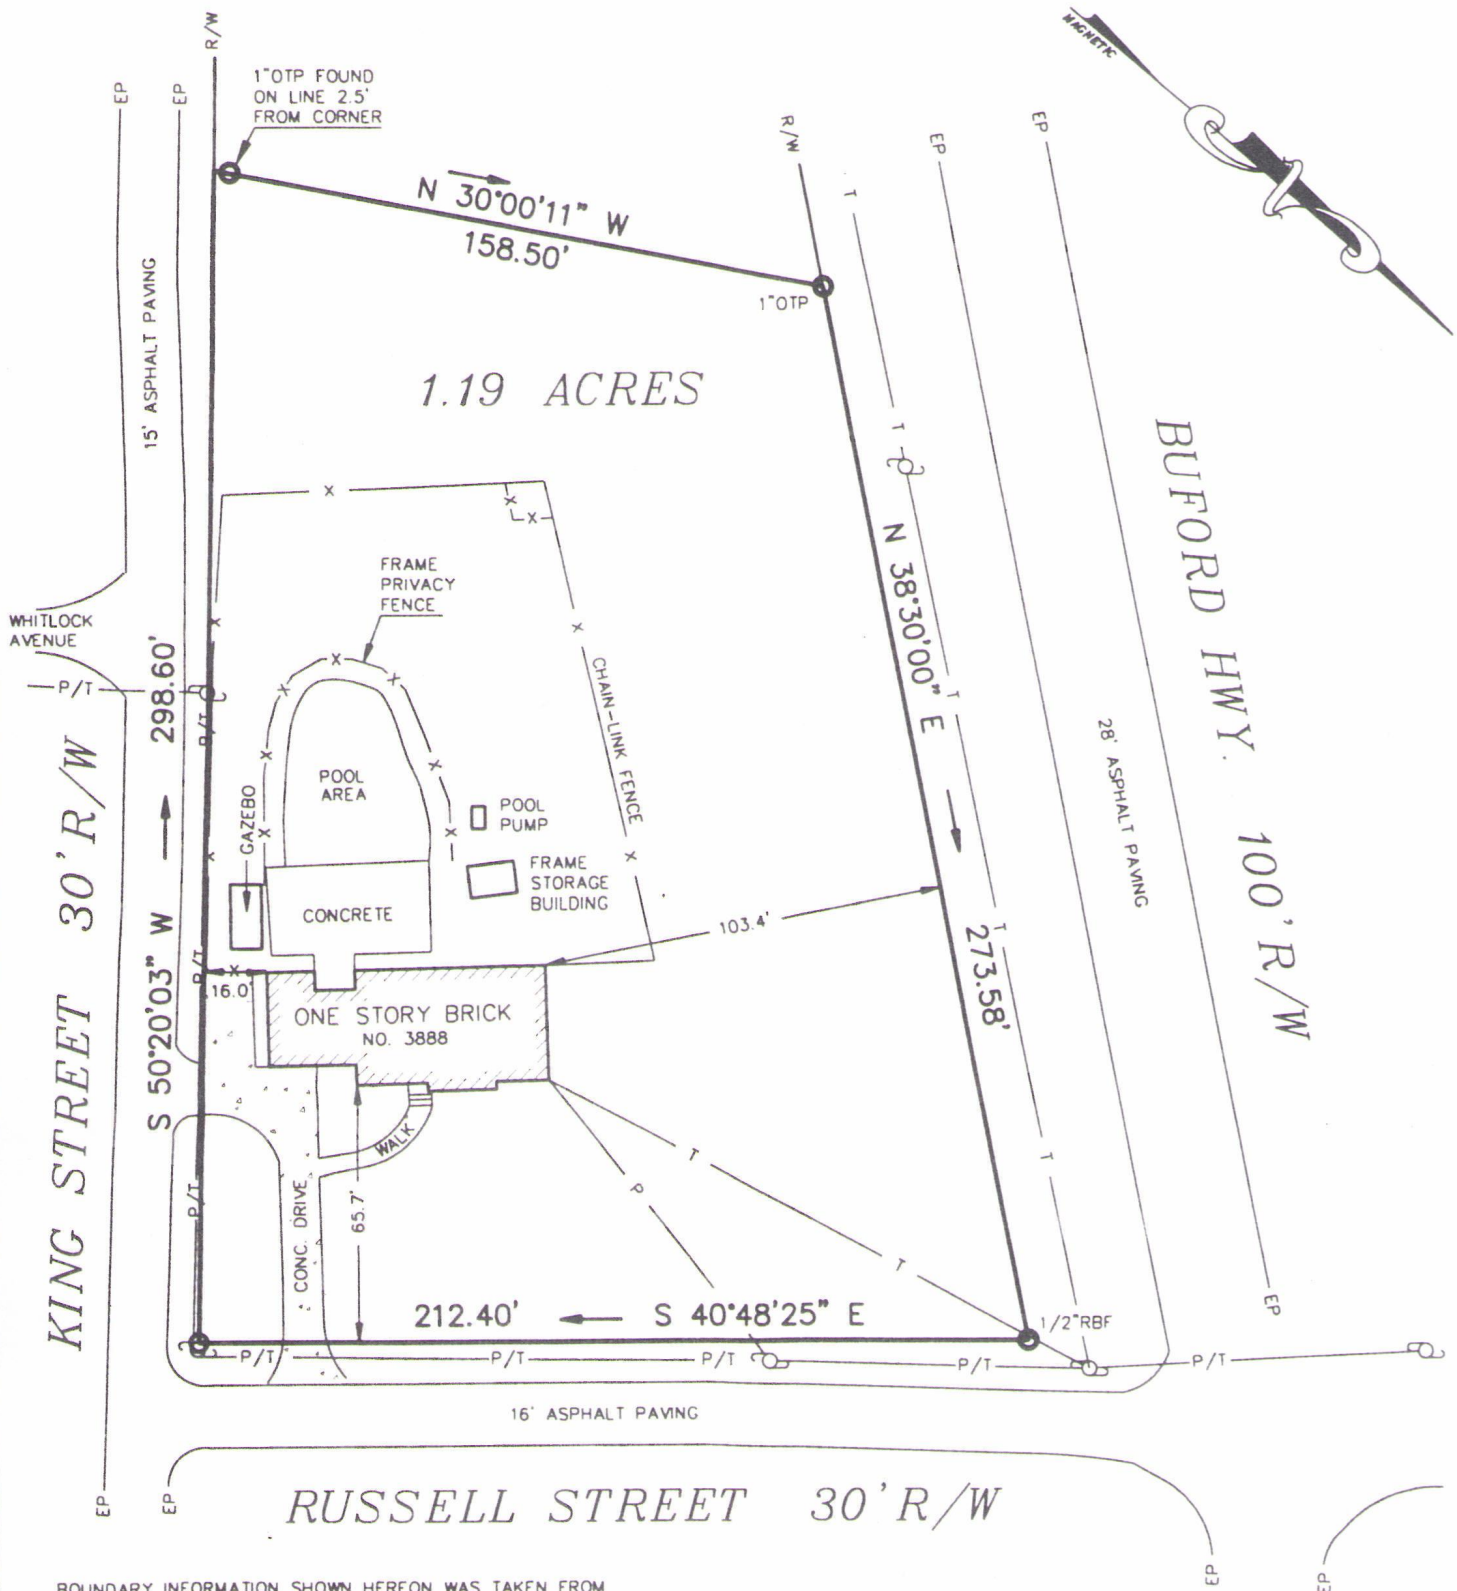 R/W
MAGNETIC
EP
EP
1"OTP FOUND
ON LINE 2.5'
FROM CORNER
R/W
EP
EP
T
N 30°00'11" W
158.50'
1"OTP
15' ASPHALT PAVING
1.19 ACRES
T
X
X
X
BUFORD HWY. 100' R/W
N 38°30'00" E
273.58'
FRAME
PRIVACY
FENCE
WHITLOCK
AVENUE
X
X
CHAIN-LINK FENCE
X
X
X
P/T
298.60'
P/T
T
28' ASPHALT PAVING
X
X
POOL
AREA
GAZEBO
X
X
POOL
PUMP
X
X
FRAME
STORAGE
BUILDING
CONCRETE
103.4'
T
KING STREET 30' R/W
S 50°20'03" W
P/T
X
16.0'
ONE STORY BRICK
NO. 3888
WALK
T
T
P
P/T
CONC. DRIVE
65.7'
T
EP
212.40'
S 40°48'25" E
1/2"RBF
P/T
P/T
P/T
P/T
P/T
16' ASPHALT PAVING
EP
EP
RUSSELL STREET 30' R/W
EP
EP
BOUNDARY INFORMATION SHOWN HEREON WAS TAKEN FROM